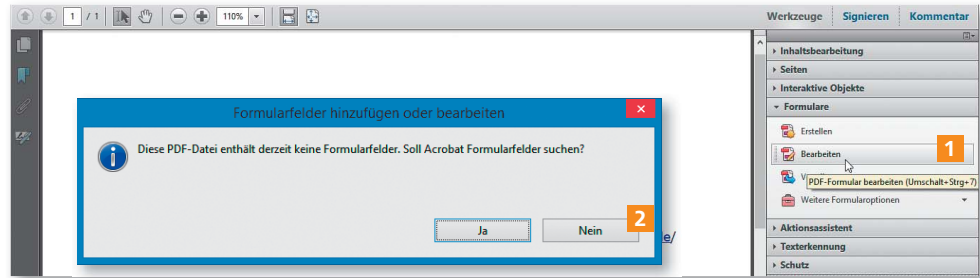 1 / 1 110% Werkzeuge Signieren Kommentar
Inhaltsbearbeitung
Seiten
Interaktive Objekte
Formulare
Erstellen
Bearbeiten 1
PDF-Formular bearbeiten (Umschalt+Strg+7)
Weitere Formularoptionen
Aktionsassistent
Texterkennung
Schutz
Formularfelder hinzufügen oder bearbeiten
Diese PDF-Datei enthält derzeit keine Formularfelder. Soll Acrobat Formularfelder suchen?
Ja Nein 2
e/